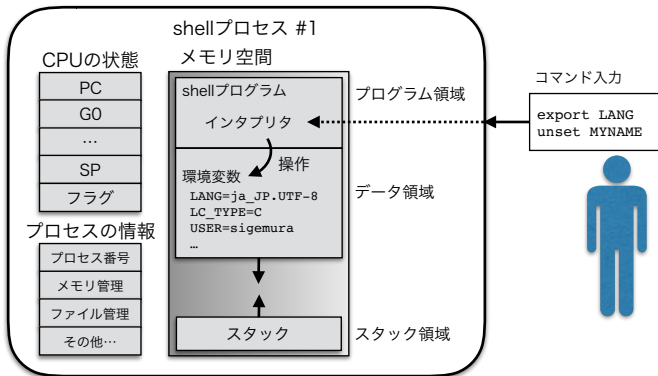 shellプロセス #1
CPUの状態
PC
G0
…
SP
フラグ
プロセスの情報
プロセス番号
メモリ管理
ファイル管理
その他…
メモリ空間
shellプログラム
インタプリタ
操作
環境変数
LANG=ja_JP.UTF-8
LC_TYPE=C
USER=sigemura
…
スタック
プログラム領域
データ領域
スタック領域
コマンド入力
export LANG
unset MYNAME